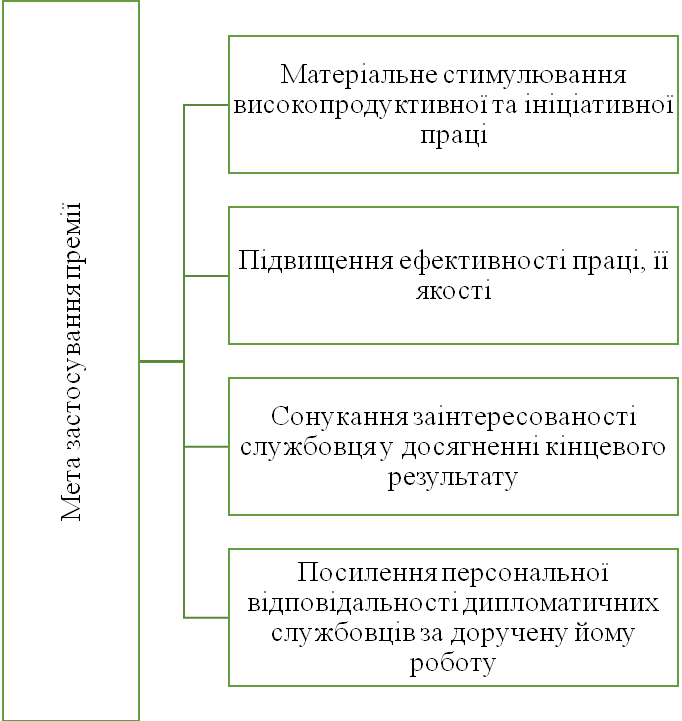 Мета застосування премії
Матеріальне стимулювання
високопродуктивної та ініціативної
праці
Підвищення ефективності праці, її
якості
Сонукання заінтересованості
службовця у досягненні кінцевого
результату
Посилення персональної
відповідальності дипломатичних
службовців за доручену йому
роботу